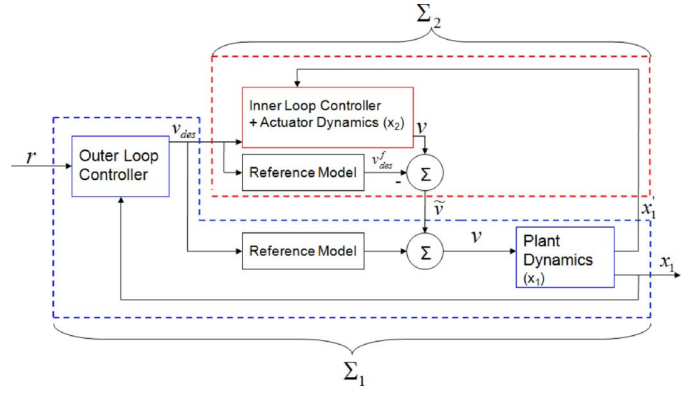 Σ2
Inner Loop Controller
+ Actuator Dynamics (x2)
v
vdes
r
Outer Loop
Controller
Reference Model
v^f_des
-
Σ
ṽ
x1
Reference Model
Σ
v
Plant
Dynamics
(x1)
x1
Σ1